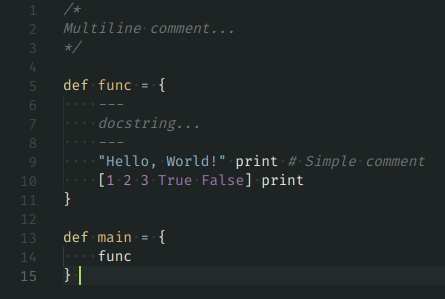 1 /*
2 Multiline comment...
3 */
4
5 def func = {
6     ---
7     docstring...
8     ---
9     "Hello, World!" print # Simple comment
10     [1 2 3 True False] print
11 }
12
13 def main = {
14     func
15 }